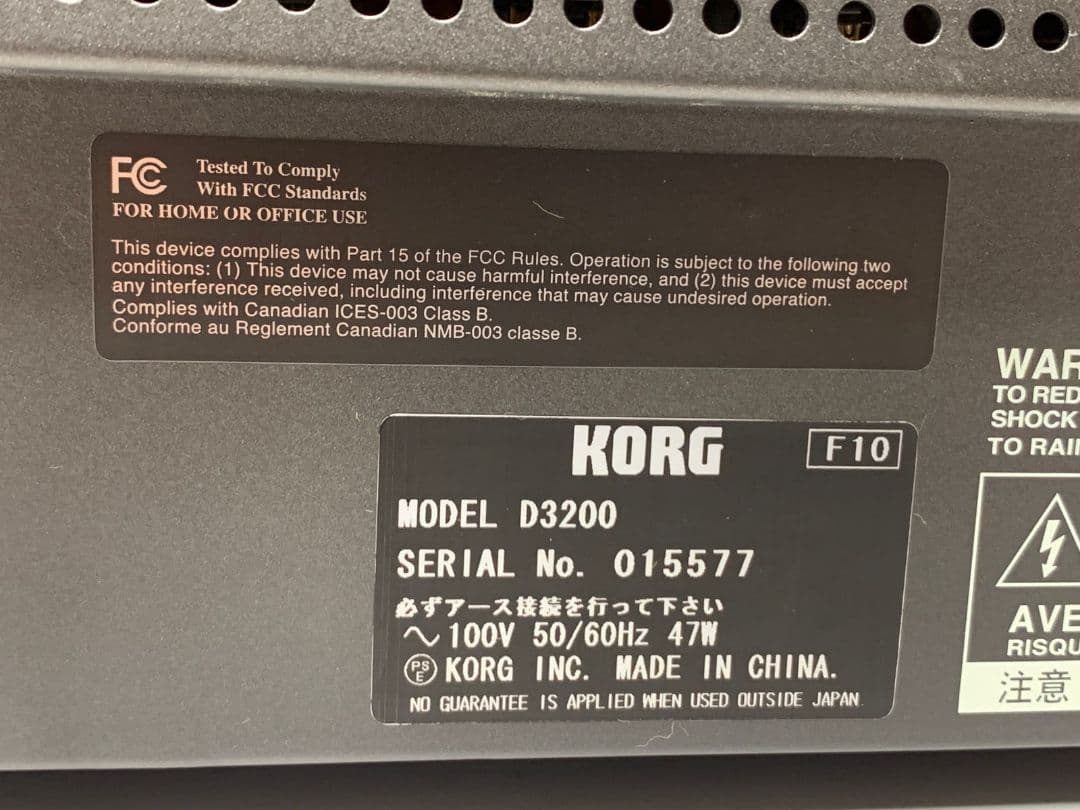 FC Tested To Comply
With FCC Standards
FOR HOME OR OFFICE USE
This device complies with Part 15 of the FCC Rules. Operation is subject to the following two
conditions: (1) This device may not cause harmful interference, and (2) this device must accept
any interference received, including interference that may cause undesired operation.
Complies with Canadian ICES-003 Class B.
Conforme au Reglement Canadian NMB-003 classe B.
KORG F10
MODEL D3200
SERIAL No. 015577
必ずアース接続を行って下さい
～100V 50/60Hz 47W
PSE KORG INC. MADE IN CHINA.
NO GUARANTEE IS APPLIED WHEN USED OUTSIDE JAPAN.
WAR
TO RED
SHOCK
TO RAI
AVE
RISQU
注意